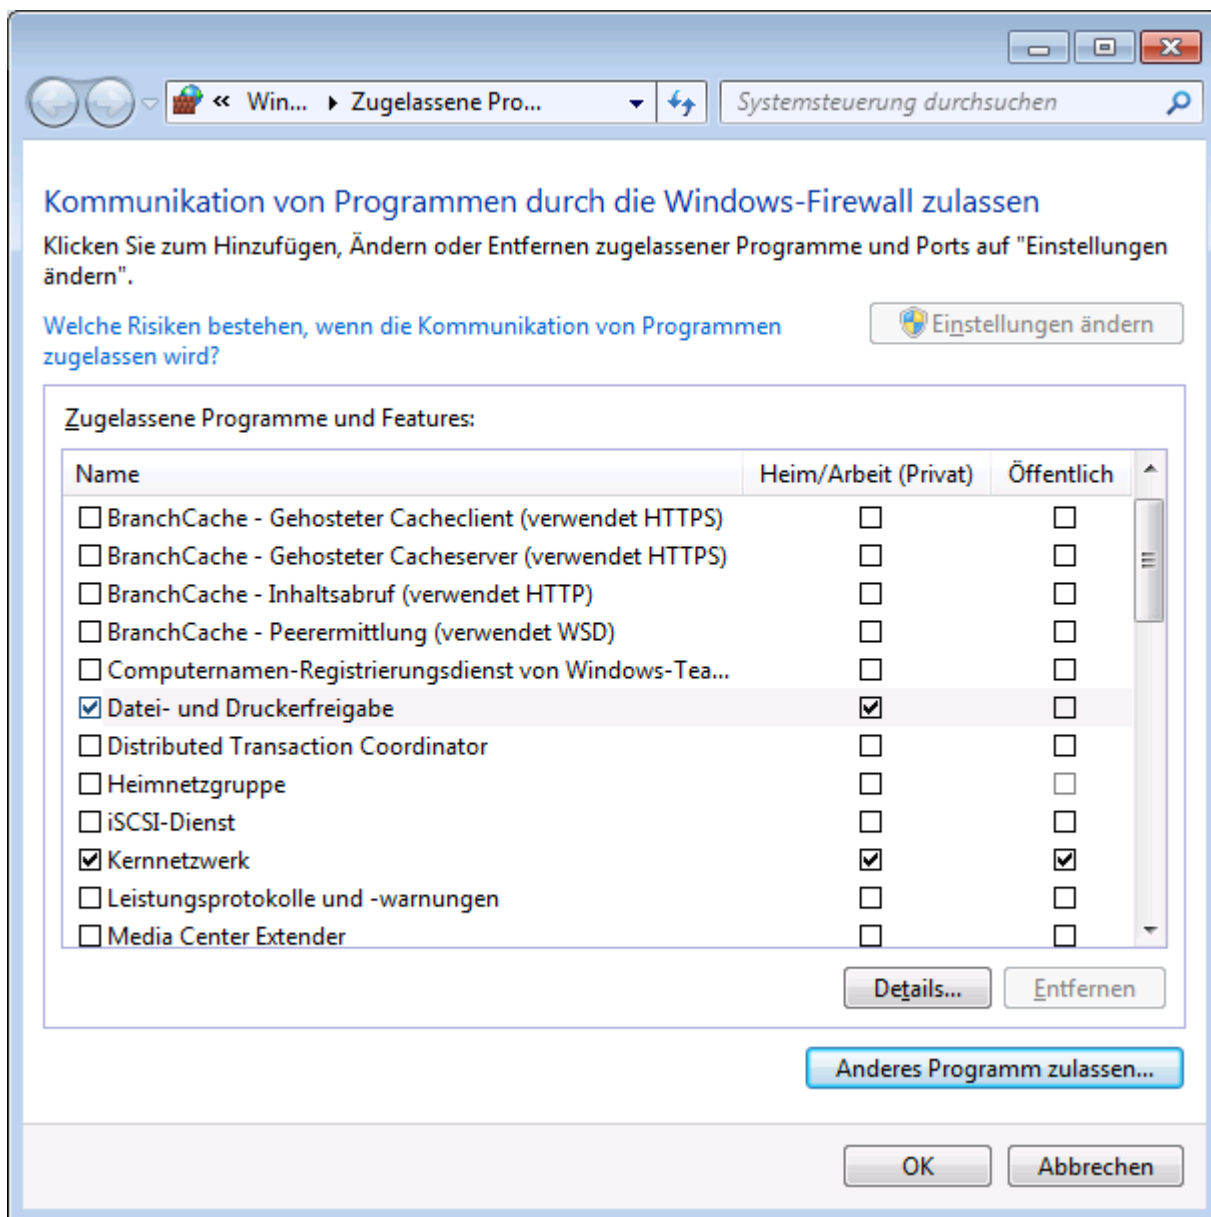 « Win... Zugelassene Pro...
Systemsteuerung durchsuchen
Kommunikation von Programmen durch die Windows-Firewall zulassen
Klicken Sie zum Hinzufügen, Ändern oder Entfernen zugelassener Programme und Ports auf "Einstellungen
ändern".
Welche Risiken bestehen, wenn die Kommunikation von Programmen
zugelassen wird?
Einstellungen ändern
Zugelassene Programme und Features:
Name Heim/Arbeit (Privat) Öffentlich
BranchCache - Gehosteter Cacheclient (verwendet HTTPS)
BranchCache - Gehosteter Cacheserver (verwendet HTTPS)
BranchCache - Inhaltsabruf (verwendet HTTP)
BranchCache - Peerermittlung (verwendet WSD)
Computernamen-Registrierungsdienst von Windows-Tea...
Datei- und Druckerfreigabe
Distributed Transaction Coordinator
Heimnetzgruppe
iSCSI-Dienst
Kernnetzwerk
Leistungsprotokolle und -warnungen
Media Center Extender
Details... Entfernen
Anderes Programm zulassen...
OK Abbrechen